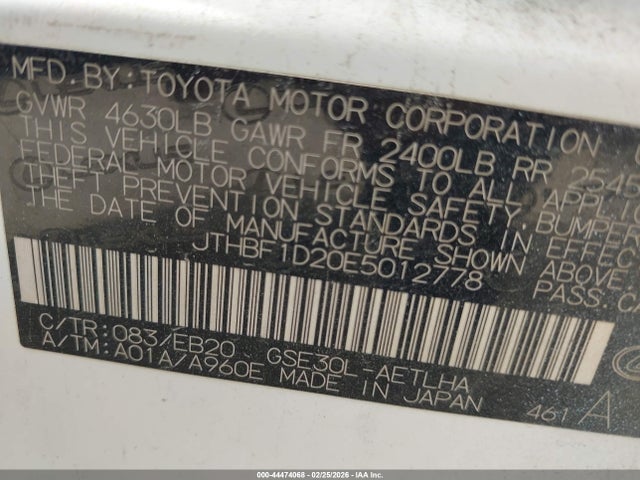 MFD. BY: TOYOTA MOTOR CORPORATION
GVWR 4630LB GAWR FR 2400LB RR 2545
THIS VEHICLE CONFORMS TO ALL APPLI
FEDERAL MOTOR VEHICLE SAFETY, BUMPER
THEFT PREVENTION STANDARDS IN EFFEC
THE DATE OF MANUFACTURE SHOWN ABOVE
JTHBF1D20E5012778 PASS C
C/TR: 083/EB20 GSE30L-AETLHA
A/TM: A01A/A960E MADE IN JAPAN 461 A
000-44474068 - 02/25/2026 - IAA Inc.